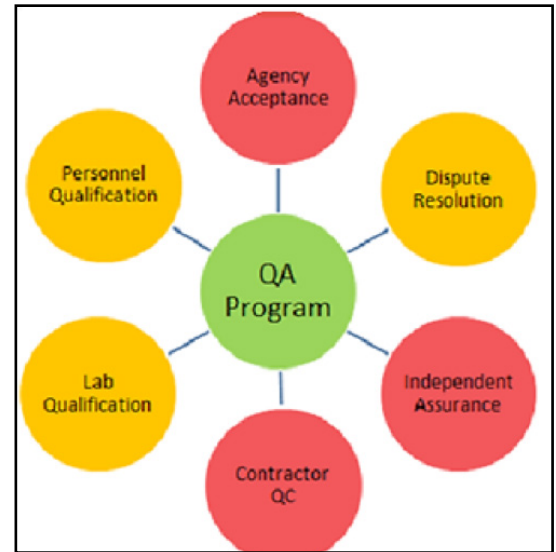 Agency
Acceptance
Personnel
Qualification
Dispute
Resolution
QA
Program
Lab
Qualification
Independent
Assurance
Contractor
QC